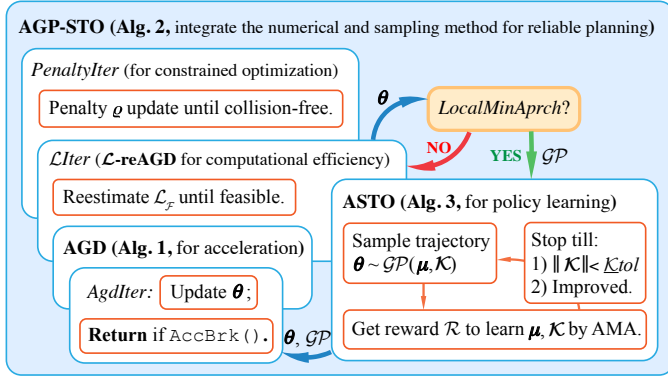 AGP-STO (Alg. 2, integrate the numerical and sampling method for reliable planning)
PenaltyIter (for constrained optimization)
Penalty ϱ update until collision-free.
θ
LocalMinAprch?
NO
YES
𝒢𝒫
ℒIter (ℒ-reAGD for computational efficiency)
Reestimate ℒ_ℱ until feasible.
AGD (Alg. 1, for acceleration)
AgdIter:
Update θ;
Return if AccBrk().
θ, 𝒢𝒫
ASTO (Alg. 3, for policy learning)
Sample trajectory
θ ~ 𝒢𝒫(μ, 𝒦)
Stop till:
1) ‖𝒦‖ < 𝒦tol
2) Improved.
Get reward ℛ to learn μ, 𝒦 by AMA.